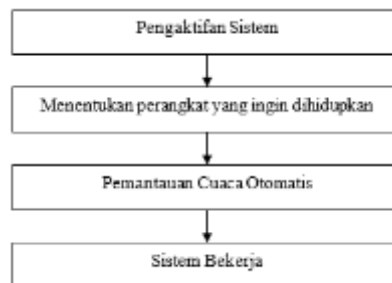 Pengaktifan Sistem
Menentukan perangkat yang ingin dihidupkan
Pemantauan Cuaca Otomatis
Sistem Bekerja